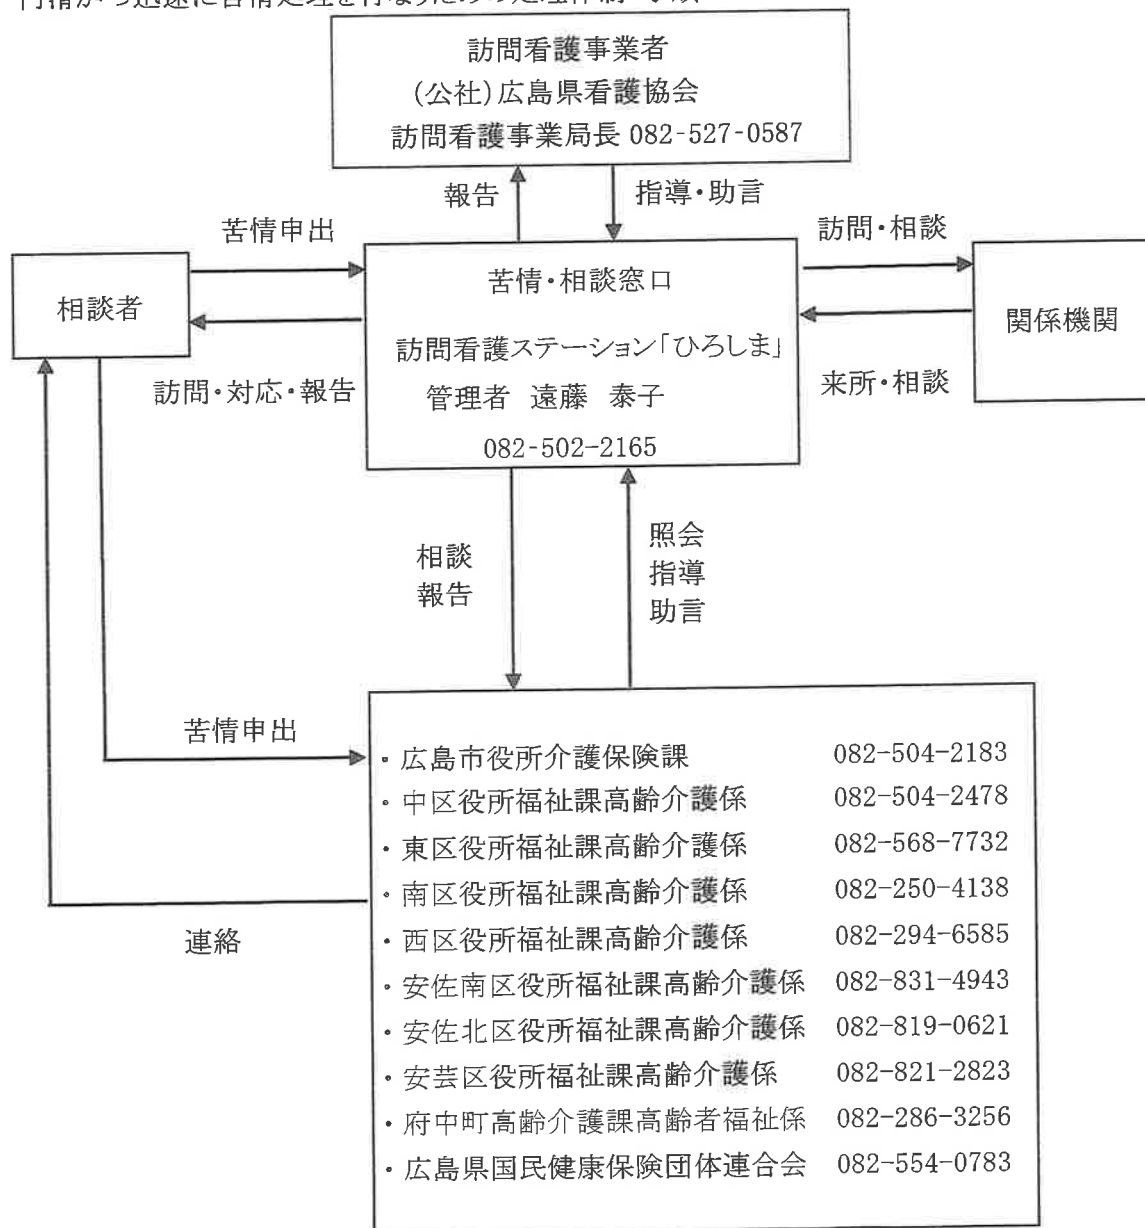 訪問看護事業者
(公社)広島県看護協会
訪問看護事業局長 082-527-0587
報告
指導・助言
苦情申出
訪問・相談
相談者
苦情・相談窓口
訪問看護ステーション「ひろしま」
管理者 遠藤 泰子
082-502-2165
関係機関
訪問・対応・報告
来所・相談
相談
報告
照会
指導
助言
苦情申出
・広島市役所介護保険課 082-504-2183
・中区役所福祉課高齢介護係 082-504-2478
・東区役所福祉課高齢介護係 082-568-7732
・南区役所福祉課高齢介護係 082-250-4138
・西区役所福祉課高齢介護係 082-294-6585
・安佐南区役所福祉課高齢介護係 082-831-4943
・安佐北区役所福祉課高齢介護係 082-819-0621
・安芸区役所福祉課高齢介護係 082-821-2823
・府中町高齢介護課高齢者福祉係 082-286-3256
・広島県国民健康保険団体連合会 082-554-0783
連絡